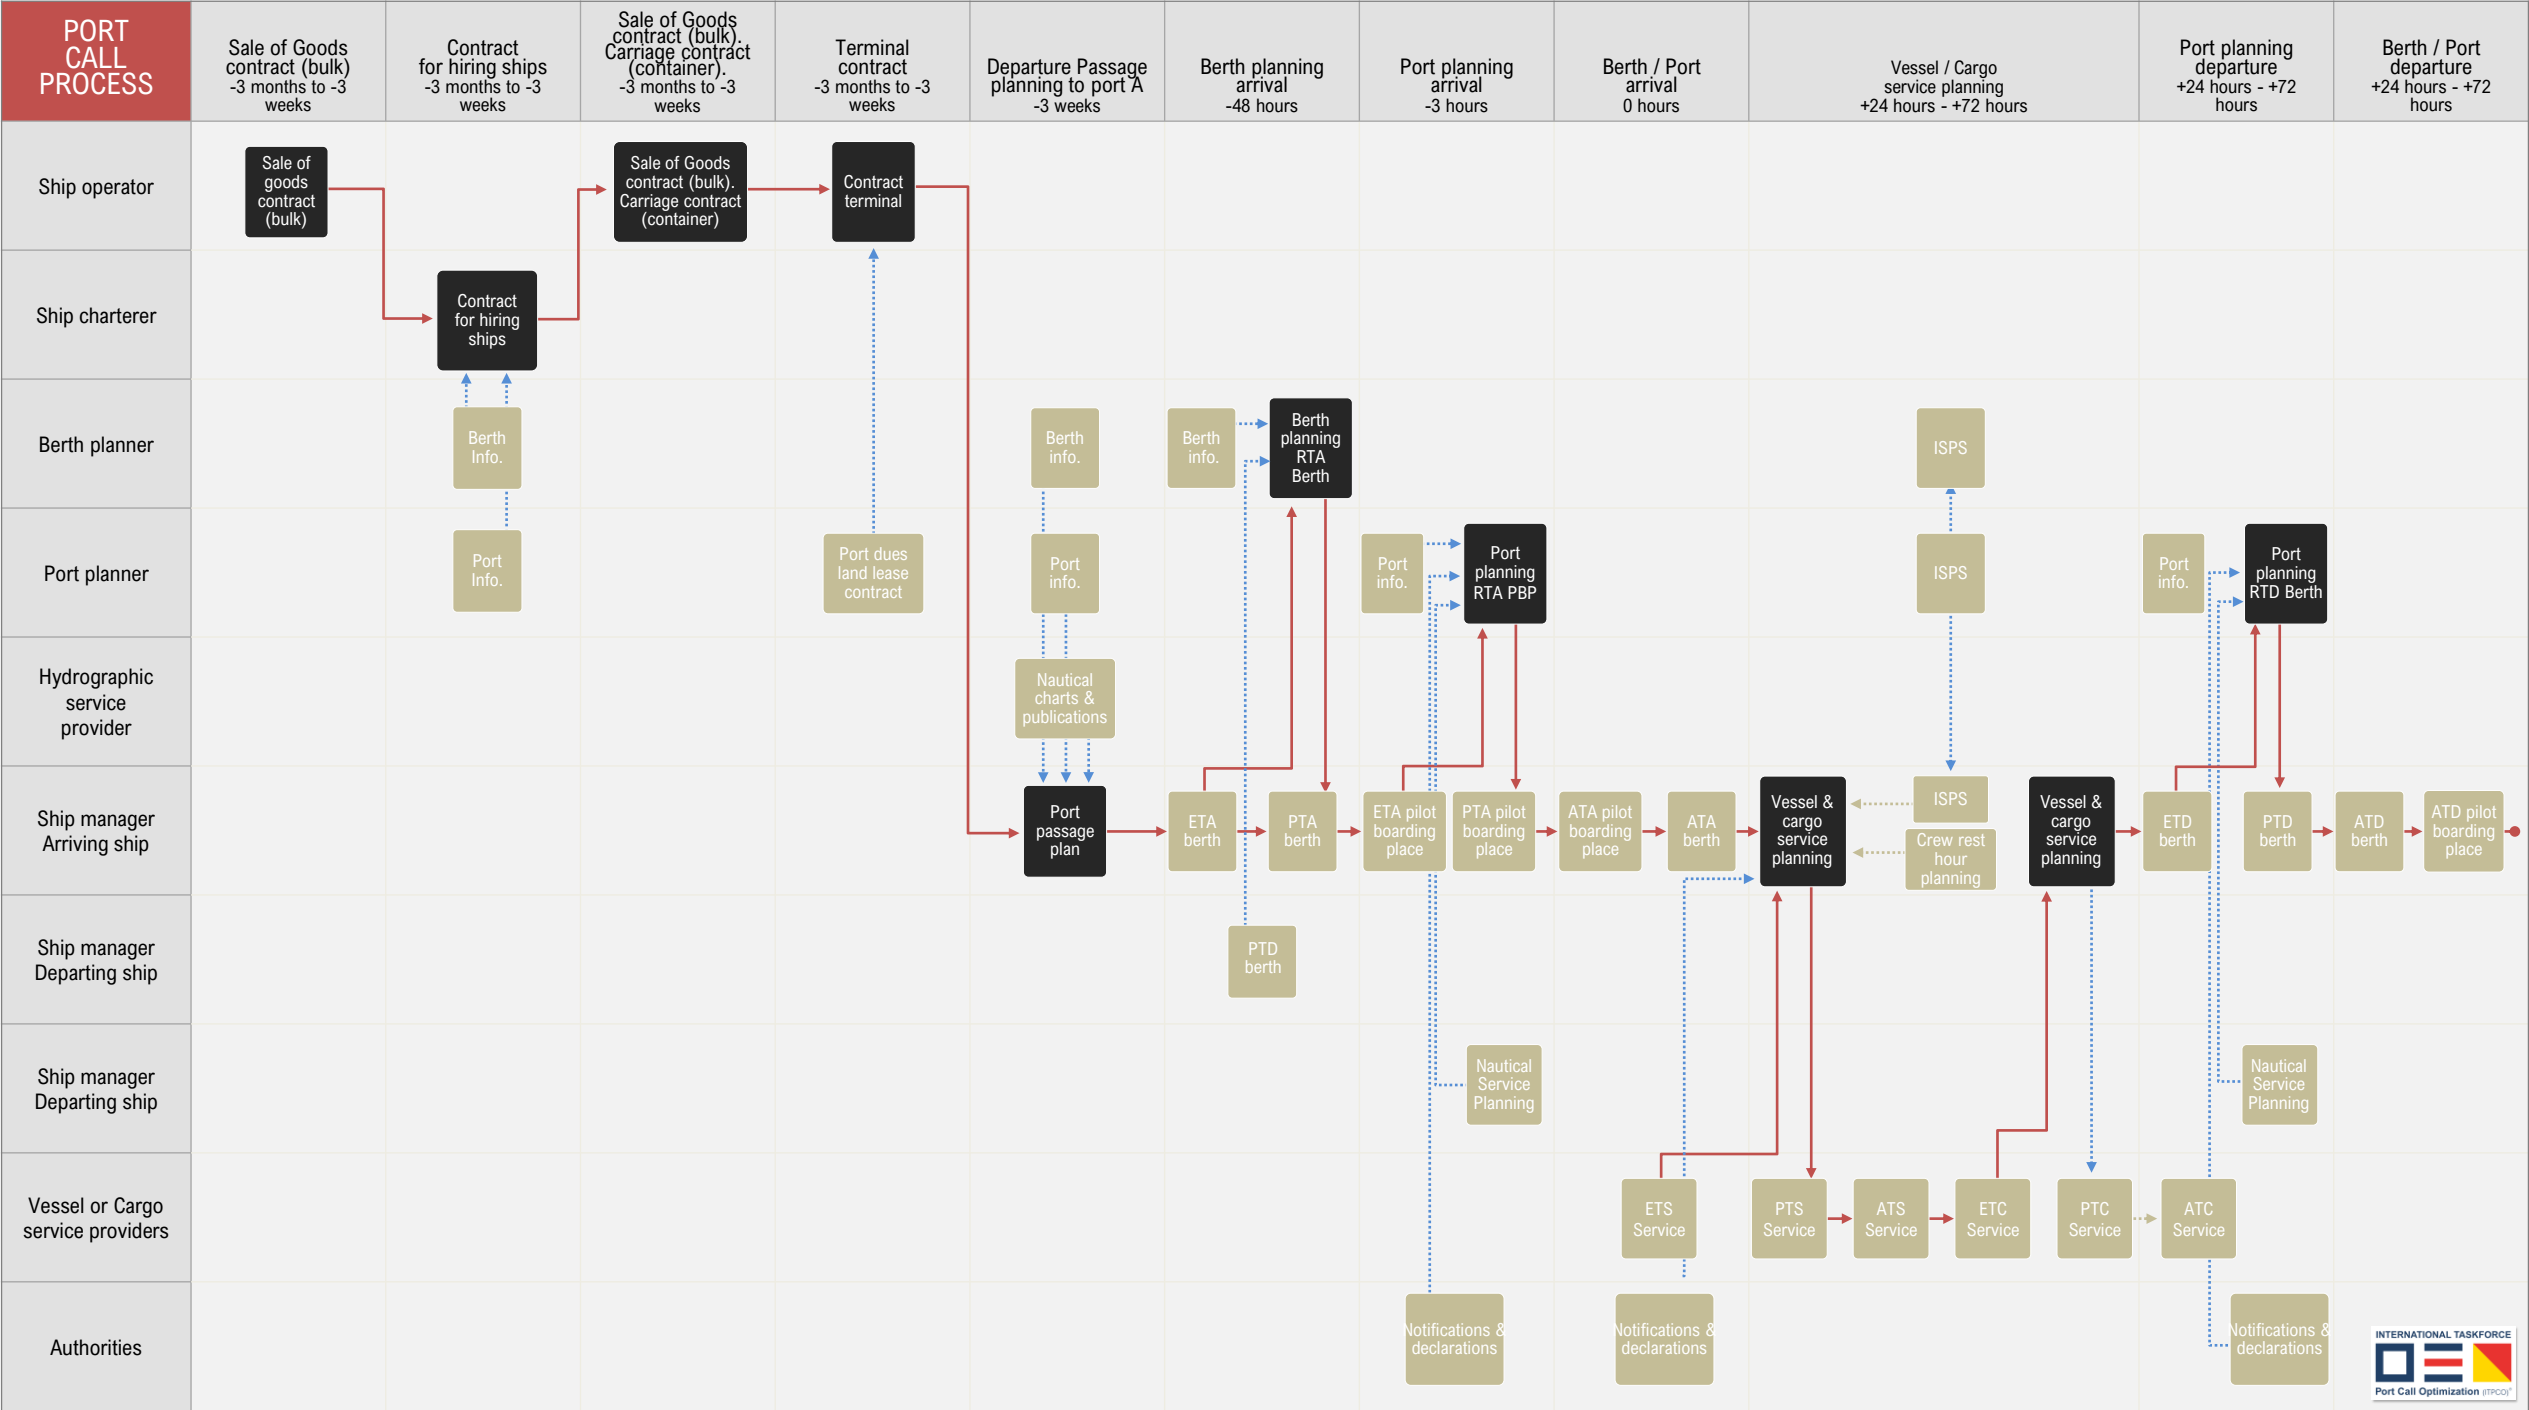 PORT
CALL
PROCESS
Sale of Goods
contract (bulk)
-3 months to -3
weeks
Contract
for hiring ships
-3 months to -3
weeks
Sale of Goods
contract (bulk).
Carriage contract
(container).
-3 months to -3
weeks
Terminal
contract
-3 months to -3
weeks
Departure Passage
planning to port A
-3 weeks
Berth planning
arrival
-48 hours
Port planning
arrival
-3 hours
Berth / Port
arrival
0 hours
Vessel / Cargo
service planning
+24 hours - +72 hours
Port planning
departure
+24 hours - +72
hours
Berth / Port
departure
+24 hours - +72
hours
Ship operator
Sale of
goods
contract
(bulk)
Sale of Goods
contract (bulk).
Carriage contract
(container)
Contract
terminal
Ship charterer
Contract
for hiring
ships
Berth planner
Berth
Info.
Berth
info.
Berth
info.
Berth
planning
RTA
Berth
ISPS
Port planner
Port
Info.
Port dues
land lease
contract
Port
info.
Port
info.
Port
planning
RTA PBP
ISPS
Port
info.
Port
planning
RTD Berth
Hydrographic
service
provider
Nautical
charts &
publications
Ship manager
Arriving ship
Port
passage
plan
ETA
berth
PTA
berth
ETA pilot
boarding
place
PTA pilot
boarding
place
ATA pilot
boarding
place
ATA
berth
Vessel &
cargo
service
planning
ISPS
Crew rest
hour
planning
Vessel &
cargo
service
planning
ETD
berth
PTD
berth
ATD
berth
ATD pilot
boarding
place
Ship manager
Departing ship
PTD
berth
Ship manager
Departing ship
Nautical
Service
Planning
Nautical
Service
Planning
Vessel or Cargo
service providers
ETS
Service
PTS
Service
ATS
Service
ETC
Service
PTC
Service
ATC
Service
Authorities
Notifications &
declarations
Notifications &
declarations
Notifications &
declarations
INTERNATIONAL TASKFORCE
Port Call Optimization (ITPCO)